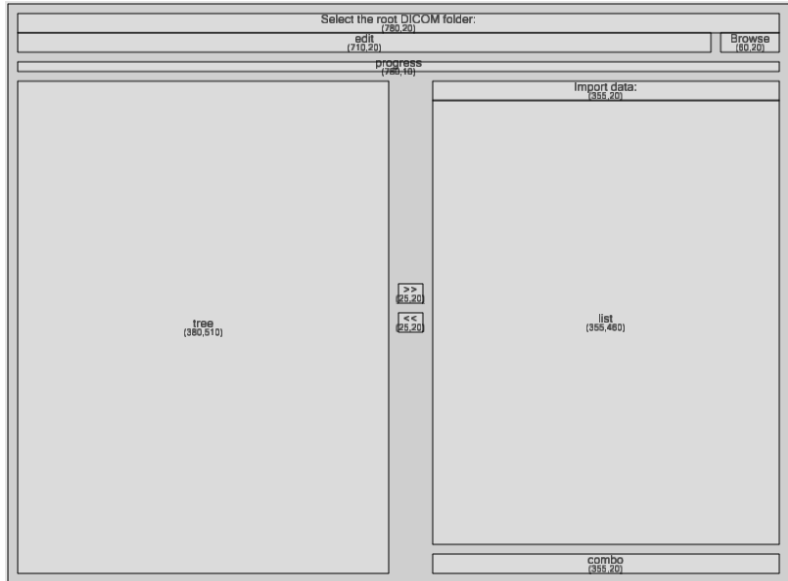 Select the root DICOM folder:
(780,20)
edit
(710,20)
Browse
(60,20)
progress
(780,10)
Import data:
(355,20)
>>
(25,20)
<<
(25,20)
tree
(380,510)
list
(355,460)
combo
(355,20)